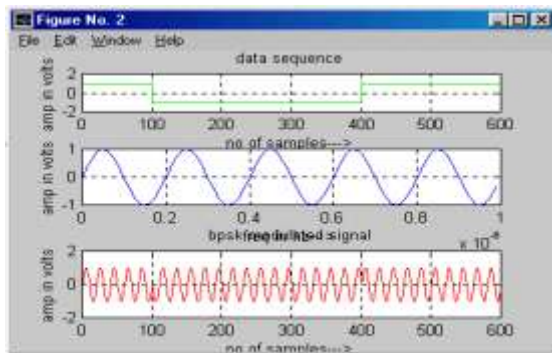 Figure No. 2
File Edit Window Help
data sequence
amp in volts
2
0
-2
0 100 200 300 400 500 600
no of samples--->
amp in volts
1
0
-1
0 0.2 0.4 0.6 0.8 1
x 10
bpsk modulated signal
amp in volts
2
0
-2
0 100 200 300 400 500 600
no of samples--->